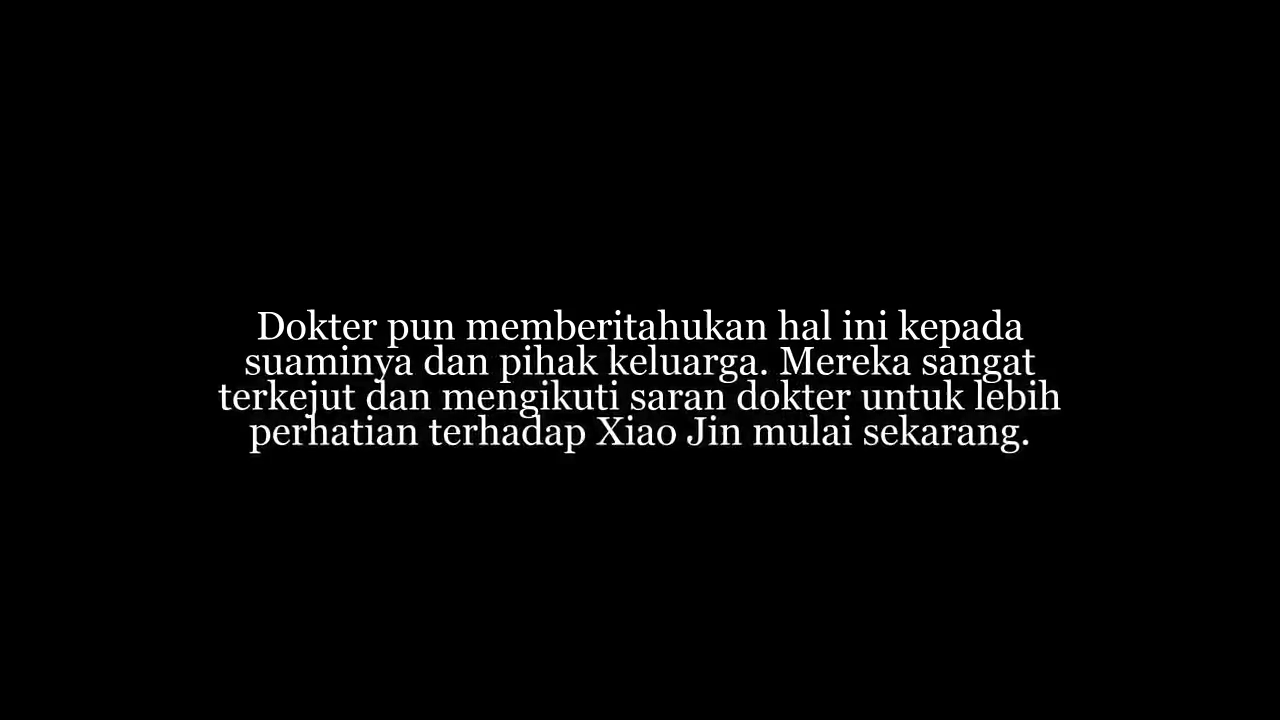 Dokter pun memberitahukan hal ini kepada
suaminya dan pihak keluarga. Mereka sangat
terkejut dan mengikuti saran dokter untuk lebih
perhatian terhadap Xiao Jin mulai sekarang.